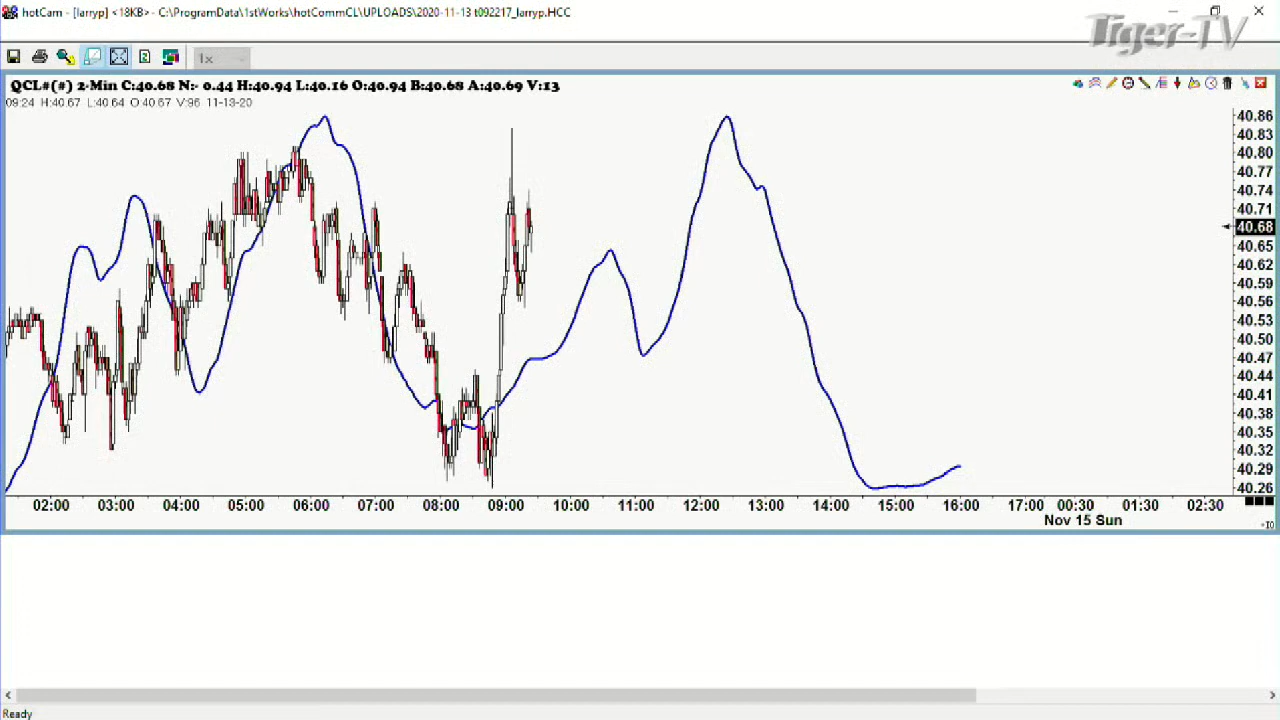 hotCam - [larryp] <18KB> - C:\ProgramData\1stWorks\hotCommCL\UPLOADS\2020-11-13 t092217_larryp.HCC
Tiger-TV
1x
QCL#(#) 2-Min C:40.68 N:- 0.44 H:40.94 L:40.16 O:40.94 B:40.68 A:40.69 V:13
09:24 H:40.67 L:40.64 O 40.67 V:96 11-13-20
40.86
40.83
40.80
40.77
40.74
40.71
40.68
40.65
40.62
40.59
40.56
40.53
40.50
40.47
40.44
40.41
40.38
40.35
40.32
40.29
40.26
02:00 03:00 04:00 05:00 06:00 07:00 08:00 09:00 10:00 11:00 12:00 13:00 14:00 15:00 16:00 17:00 00:30 01:30 02:30
Nov 15 Sun
Ready